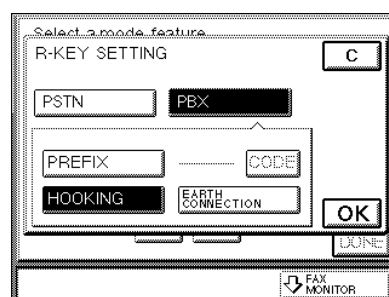 Select a mode feature
R-KEY SETTING
C
PSTN
PBX
PREFIX
CODE
HOOKING
EARTH
CONNECTION
OK
DONE
FAX
MONITOR